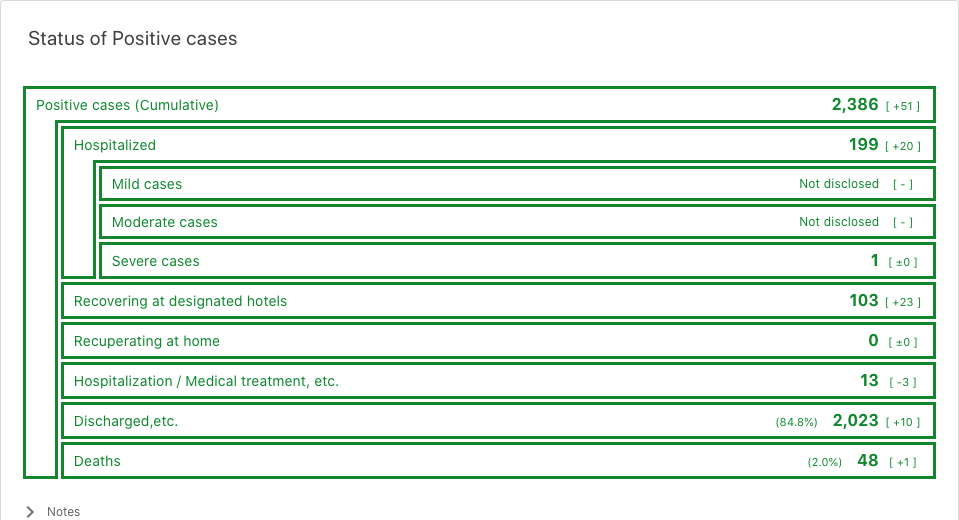 Status of Positive cases
Positive cases (Cumulative) 2,386 [ +51 ]
Hospitalized 199 [ +20 ]
Mild cases Not disclosed [ - ]
Moderate cases Not disclosed [ - ]
Severe cases 1 [ ±0 ]
Recovering at designated hotels 103 [ +23 ]
Recuperating at home 0 [ ±0 ]
Hospitalization / Medical treatment, etc. 13 [ -3 ]
Discharged,etc. (84.8%) 2,023 [ +10 ]
Deaths (2.0%) 48 [ +1 ]
Notes